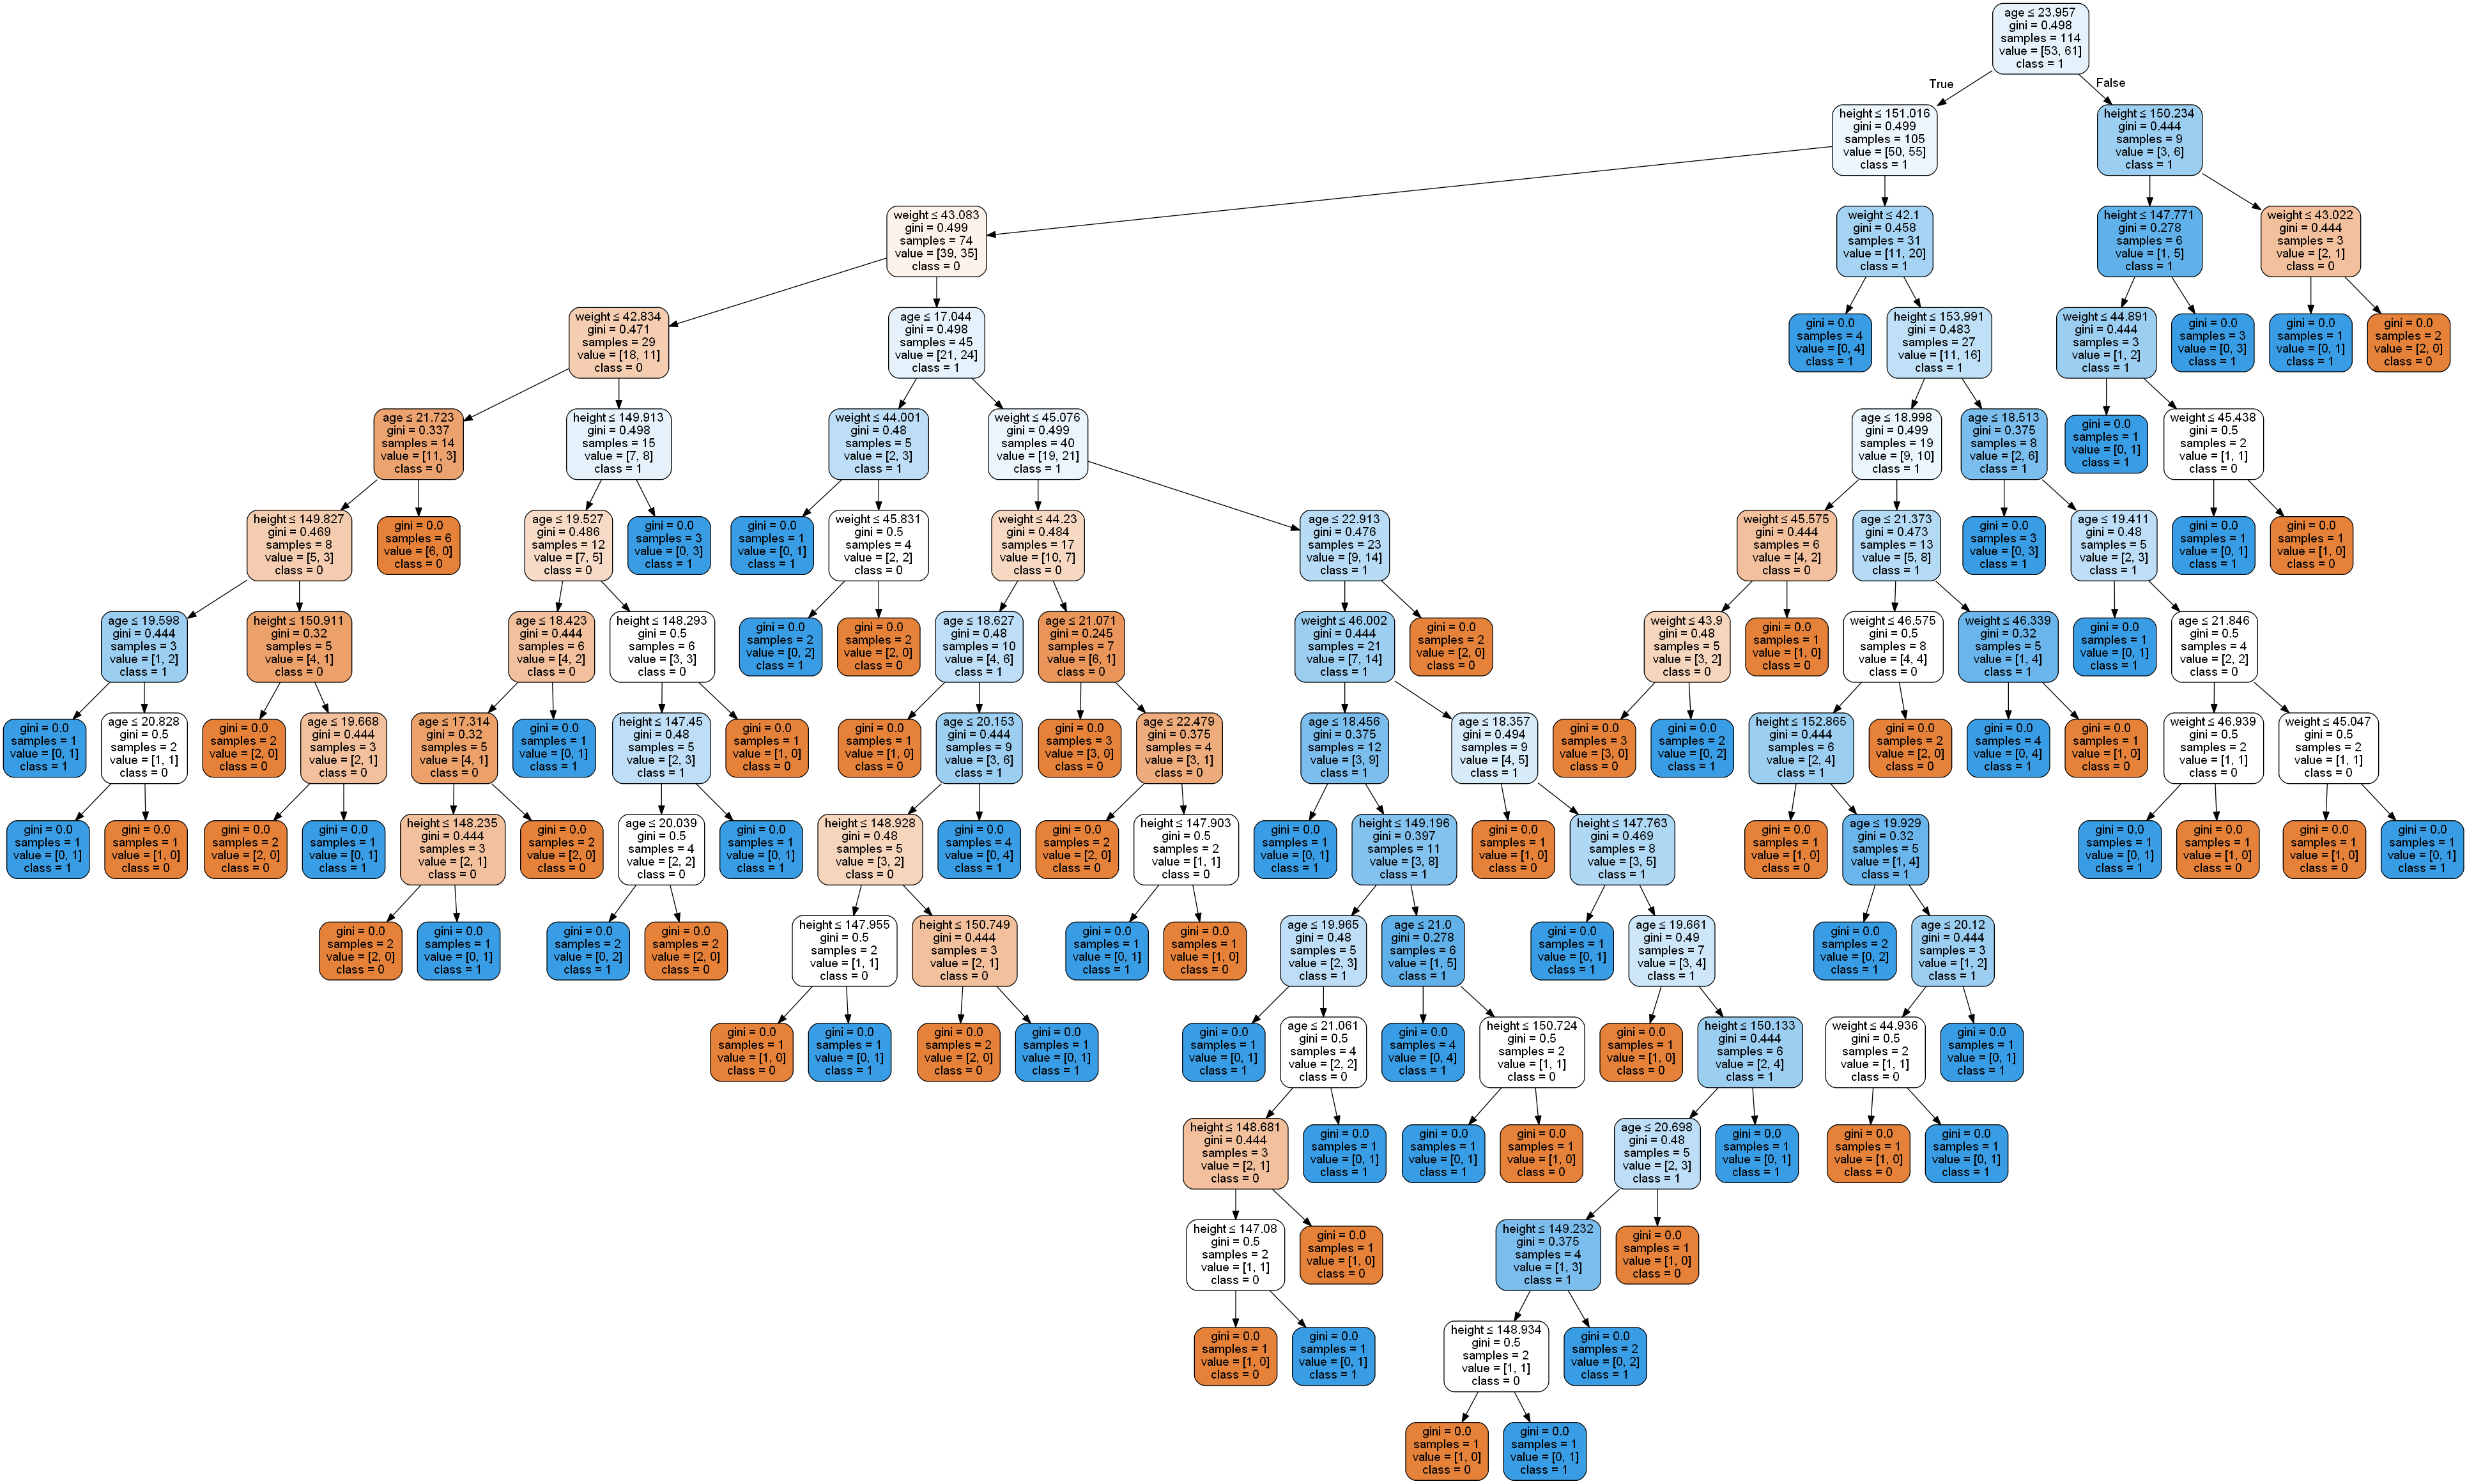 age ≤ 23.957
gini = 0.498
samples = 114
value = [53, 61]
class = 1
True
False
height ≤ 151.016
gini = 0.499
samples = 105
value = [50, 55]
class = 1
height ≤ 150.234
gini = 0.444
samples = 9
value = [3, 6]
class = 1
weight ≤ 43.083
gini = 0.499
samples = 74
value = [39, 35]
class = 0
weight ≤ 42.1
gini = 0.458
samples = 31
value = [11, 20]
class = 1
height ≤ 147.771
gini = 0.278
samples = 6
value = [1, 5]
class = 1
weight ≤ 43.022
gini = 0.444
samples = 3
value = [2, 1]
class = 0
weight ≤ 42.834
gini = 0.471
samples = 29
value = [18, 11]
class = 0
age ≤ 17.044
gini = 0.498
samples = 45
value = [21, 24]
class = 1
gini = 0.0
samples = 4
value = [0, 4]
class = 1
height ≤ 153.991
gini = 0.483
samples = 27
value = [11, 16]
class = 1
weight ≤ 44.891
gini = 0.444
samples = 3
value = [1, 2]
class = 1
gini = 0.0
samples = 3
value = [0, 3]
class = 1
gini = 0.0
samples = 1
value = [0, 1]
class = 1
gini = 0.0
samples = 2
value = [2, 0]
class = 0
age ≤ 21.723
gini = 0.337
samples = 14
value = [11, 3]
class = 0
height ≤ 149.913
gini = 0.498
samples = 15
value = [7, 8]
class = 1
weight ≤ 44.001
gini = 0.48
samples = 5
value = [2, 3]
class = 1
weight ≤ 45.076
gini = 0.499
samples = 40
value = [19, 21]
class = 1
age ≤ 18.998
gini = 0.499
samples = 19
value = [9, 10]
class = 1
age ≤ 18.513
gini = 0.375
samples = 8
value = [2, 6]
class = 1
gini = 0.0
samples = 1
value = [0, 1]
class = 1
weight ≤ 45.438
gini = 0.5
samples = 2
value = [1, 1]
class = 0
height ≤ 149.827
gini = 0.469
samples = 8
value = [5, 3]
class = 0
gini = 0.0
samples = 6
value = [6, 0]
class = 0
age ≤ 19.527
gini = 0.486
samples = 12
value = [7, 5]
class = 0
gini = 0.0
samples = 3
value = [0, 3]
class = 1
gini = 0.0
samples = 1
value = [0, 1]
class = 1
weight ≤ 45.831
gini = 0.5
samples = 4
value = [2, 2]
class = 0
weight ≤ 44.23
gini = 0.484
samples = 17
value = [10, 7]
class = 0
age ≤ 22.913
gini = 0.476
samples = 23
value = [9, 14]
class = 1
weight ≤ 45.575
gini = 0.444
samples = 6
value = [4, 2]
class = 0
age ≤ 21.373
gini = 0.473
samples = 13
value = [5, 8]
class = 1
gini = 0.0
samples = 3
value = [0, 3]
class = 1
age ≤ 19.411
gini = 0.48
samples = 5
value = [2, 3]
class = 1
gini = 0.0
samples = 1
value = [0, 1]
class = 1
gini = 0.0
samples = 1
value = [1, 0]
class = 0
age ≤ 19.598
gini = 0.444
samples = 3
value = [1, 2]
class = 1
height ≤ 150.911
gini = 0.32
samples = 5
value = [4, 1]
class = 0
age ≤ 18.423
gini = 0.444
samples = 6
value = [4, 2]
class = 0
height ≤ 148.293
gini = 0.5
samples = 6
value = [3, 3]
class = 0
gini = 0.0
samples = 2
value = [0, 2]
class = 1
gini = 0.0
samples = 2
value = [2, 0]
class = 0
age ≤ 18.627
gini = 0.48
samples = 10
value = [4, 6]
class = 1
age ≤ 21.071
gini = 0.245
samples = 7
value = [6, 1]
class = 0
weight ≤ 46.002
gini = 0.444
samples = 21
value = [7, 14]
class = 1
gini = 0.0
samples = 2
value = [2, 0]
class = 0
weight ≤ 43.9
gini = 0.48
samples = 5
value = [3, 2]
class = 0
gini = 0.0
samples = 1
value = [1, 0]
class = 0
weight ≤ 46.575
gini = 0.5
samples = 8
value = [4, 4]
class = 0
weight ≤ 46.339
gini = 0.32
samples = 5
value = [1, 4]
class = 1
gini = 0.0
samples = 1
value = [0, 1]
class = 1
age ≤ 21.846
gini = 0.5
samples = 4
value = [2, 2]
class = 0
gini = 0.0
samples = 1
value = [0, 1]
class = 1
age ≤ 20.828
gini = 0.5
samples = 2
value = [1, 1]
class = 0
gini = 0.0
samples = 2
value = [2, 0]
class = 0
age ≤ 19.668
gini = 0.444
samples = 3
value = [2, 1]
class = 0
age ≤ 17.314
gini = 0.32
samples = 5
value = [4, 1]
class = 0
gini = 0.0
samples = 1
value = [0, 1]
class = 1
height ≤ 147.45
gini = 0.48
samples = 5
value = [2, 3]
class = 1
gini = 0.0
samples = 1
value = [1, 0]
class = 0
gini = 0.0
samples = 1
value = [1, 0]
class = 0
age ≤ 20.153
gini = 0.444
samples = 9
value = [3, 6]
class = 1
gini = 0.0
samples = 3
value = [3, 0]
class = 0
age ≤ 22.479
gini = 0.375
samples = 4
value = [3, 1]
class = 0
age ≤ 18.456
gini = 0.375
samples = 12
value = [3, 9]
class = 1
age ≤ 18.357
gini = 0.494
samples = 9
value = [4, 5]
class = 1
gini = 0.0
samples = 3
value = [3, 0]
class = 0
gini = 0.0
samples = 2
value = [0, 2]
class = 1
height ≤ 152.865
gini = 0.444
samples = 6
value = [2, 4]
class = 1
gini = 0.0
samples = 2
value = [2, 0]
class = 0
gini = 0.0
samples = 4
value = [0, 4]
class = 1
gini = 0.0
samples = 1
value = [1, 0]
class = 0
weight ≤ 46.939
gini = 0.5
samples = 2
value = [1, 1]
class = 0
weight ≤ 45.047
gini = 0.5
samples = 2
value = [1, 1]
class = 0
gini = 0.0
samples = 1
value = [0, 1]
class = 1
gini = 0.0
samples = 1
value = [1, 0]
class = 0
gini = 0.0
samples = 2
value = [2, 0]
class = 0
gini = 0.0
samples = 1
value = [0, 1]
class = 1
height ≤ 148.235
gini = 0.444
samples = 3
value = [2, 1]
class = 0
gini = 0.0
samples = 2
value = [2, 0]
class = 0
age ≤ 20.039
gini = 0.5
samples = 4
value = [2, 2]
class = 0
gini = 0.0
samples = 1
value = [0, 1]
class = 1
height ≤ 148.928
gini = 0.48
samples = 5
value = [3, 2]
class = 0
gini = 0.0
samples = 4
value = [0, 4]
class = 1
gini = 0.0
samples = 2
value = [2, 0]
class = 0
height ≤ 147.903
gini = 0.5
samples = 2
value = [1, 1]
class = 0
gini = 0.0
samples = 1
value = [0, 1]
class = 1
height ≤ 149.196
gini = 0.397
samples = 11
value = [3, 8]
class = 1
gini = 0.0
samples = 1
value = [1, 0]
class = 0
height ≤ 147.763
gini = 0.469
samples = 8
value = [3, 5]
class = 1
gini = 0.0
samples = 1
value = [1, 0]
class = 0
age ≤ 19.929
gini = 0.32
samples = 5
value = [1, 4]
class = 1
gini = 0.0
samples = 1
value = [0, 1]
class = 1
gini = 0.0
samples = 1
value = [1, 0]
class = 0
gini = 0.0
samples = 1
value = [1, 0]
class = 0
gini = 0.0
samples = 1
value = [0, 1]
class = 1
gini = 0.0
samples = 2
value = [2, 0]
class = 0
gini = 0.0
samples = 1
value = [0, 1]
class = 1
gini = 0.0
samples = 2
value = [0, 2]
class = 1
gini = 0.0
samples = 2
value = [2, 0]
class = 0
height ≤ 147.955
gini = 0.5
samples = 2
value = [1, 1]
class = 0
height ≤ 150.749
gini = 0.444
samples = 3
value = [2, 1]
class = 0
gini = 0.0
samples = 1
value = [0, 1]
class = 1
gini = 0.0
samples = 1
value = [1, 0]
class = 0
age ≤ 19.965
gini = 0.48
samples = 5
value = [2, 3]
class = 1
age ≤ 21.0
gini = 0.278
samples = 6
value = [1, 5]
class = 1
gini = 0.0
samples = 1
value = [0, 1]
class = 1
age ≤ 19.661
gini = 0.49
samples = 7
value = [3, 4]
class = 1
gini = 0.0
samples = 2
value = [0, 2]
class = 1
age ≤ 20.12
gini = 0.444
samples = 3
value = [1, 2]
class = 1
gini = 0.0
samples = 1
value = [1, 0]
class = 0
gini = 0.0
samples = 1
value = [0, 1]
class = 1
gini = 0.0
samples = 2
value = [2, 0]
class = 0
gini = 0.0
samples = 1
value = [0, 1]
class = 1
gini = 0.0
samples = 1
value = [0, 1]
class = 1
age ≤ 21.061
gini = 0.5
samples = 4
value = [2, 2]
class = 0
gini = 0.0
samples = 4
value = [0, 4]
class = 1
height ≤ 150.724
gini = 0.5
samples = 2
value = [1, 1]
class = 0
gini = 0.0
samples = 1
value = [1, 0]
class = 0
height ≤ 150.133
gini = 0.444
samples = 6
value = [2, 4]
class = 1
weight ≤ 44.936
gini = 0.5
samples = 2
value = [1, 1]
class = 0
gini = 0.0
samples = 1
value = [0, 1]
class = 1
height ≤ 148.681
gini = 0.444
samples = 3
value = [2, 1]
class = 0
gini = 0.0
samples = 1
value = [0, 1]
class = 1
gini = 0.0
samples = 1
value = [0, 1]
class = 1
gini = 0.0
samples = 1
value = [1, 0]
class = 0
age ≤ 20.698
gini = 0.48
samples = 5
value = [2, 3]
class = 1
gini = 0.0
samples = 1
value = [0, 1]
class = 1
gini = 0.0
samples = 1
value = [1, 0]
class = 0
gini = 0.0
samples = 1
value = [0, 1]
class = 1
height ≤ 147.08
gini = 0.5
samples = 2
value = [1, 1]
class = 0
gini = 0.0
samples = 1
value = [1, 0]
class = 0
height ≤ 149.232
gini = 0.375
samples = 4
value = [1, 3]
class = 1
gini = 0.0
samples = 1
value = [1, 0]
class = 0
gini = 0.0
samples = 1
value = [1, 0]
class = 0
gini = 0.0
samples = 1
value = [0, 1]
class = 1
height ≤ 148.934
gini = 0.5
samples = 2
value = [1, 1]
class = 0
gini = 0.0
samples = 2
value = [0, 2]
class = 1
gini = 0.0
samples = 1
value = [1, 0]
class = 0
gini = 0.0
samples = 1
value = [0, 1]
class = 1